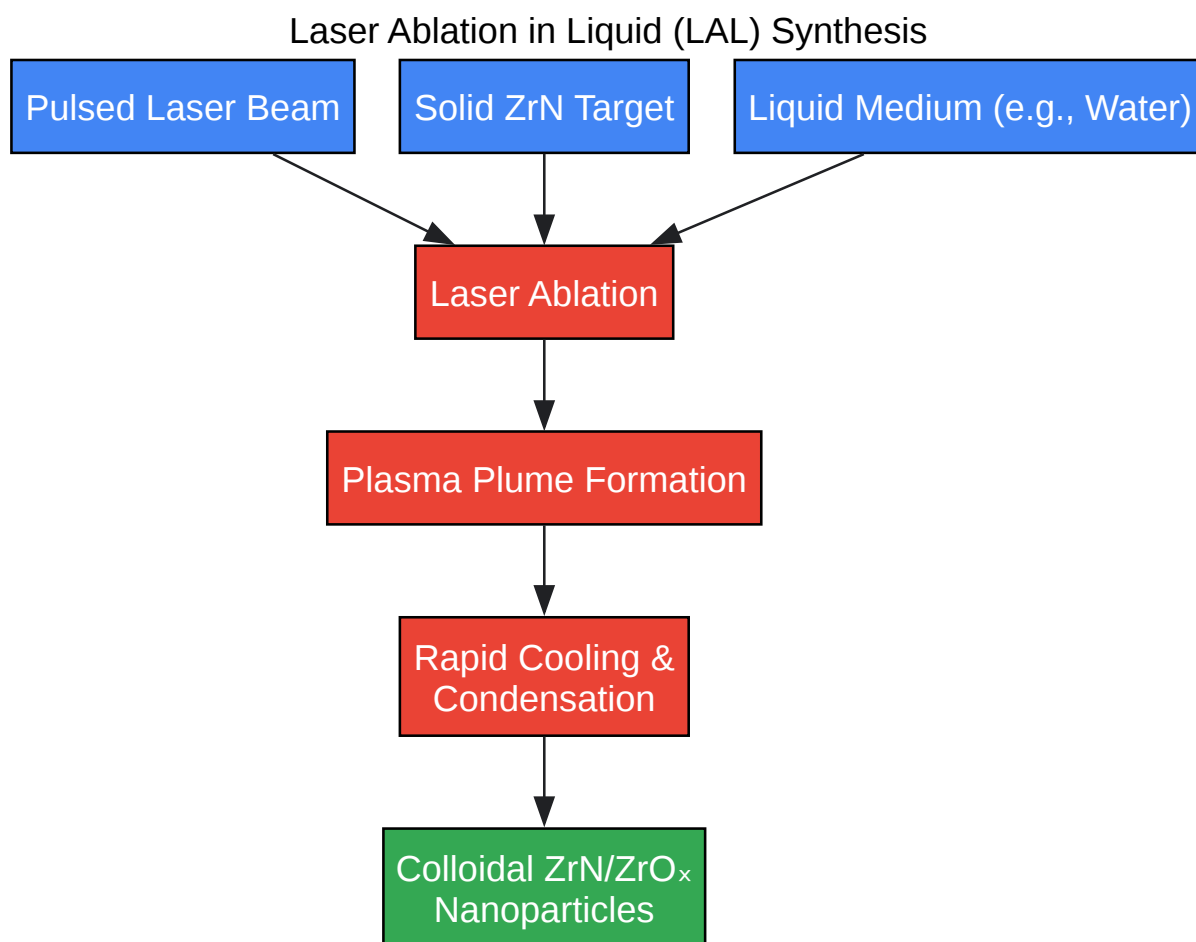 Laser Ablation in Liquid (LAL) Synthesis
Pulsed Laser Beam
Solid ZrN Target
Liquid Medium (e.g., Water)
Laser Ablation
Plasma Plume Formation
Rapid Cooling &
Condensation
Colloidal ZrN/ZrOₓ
Nanoparticles